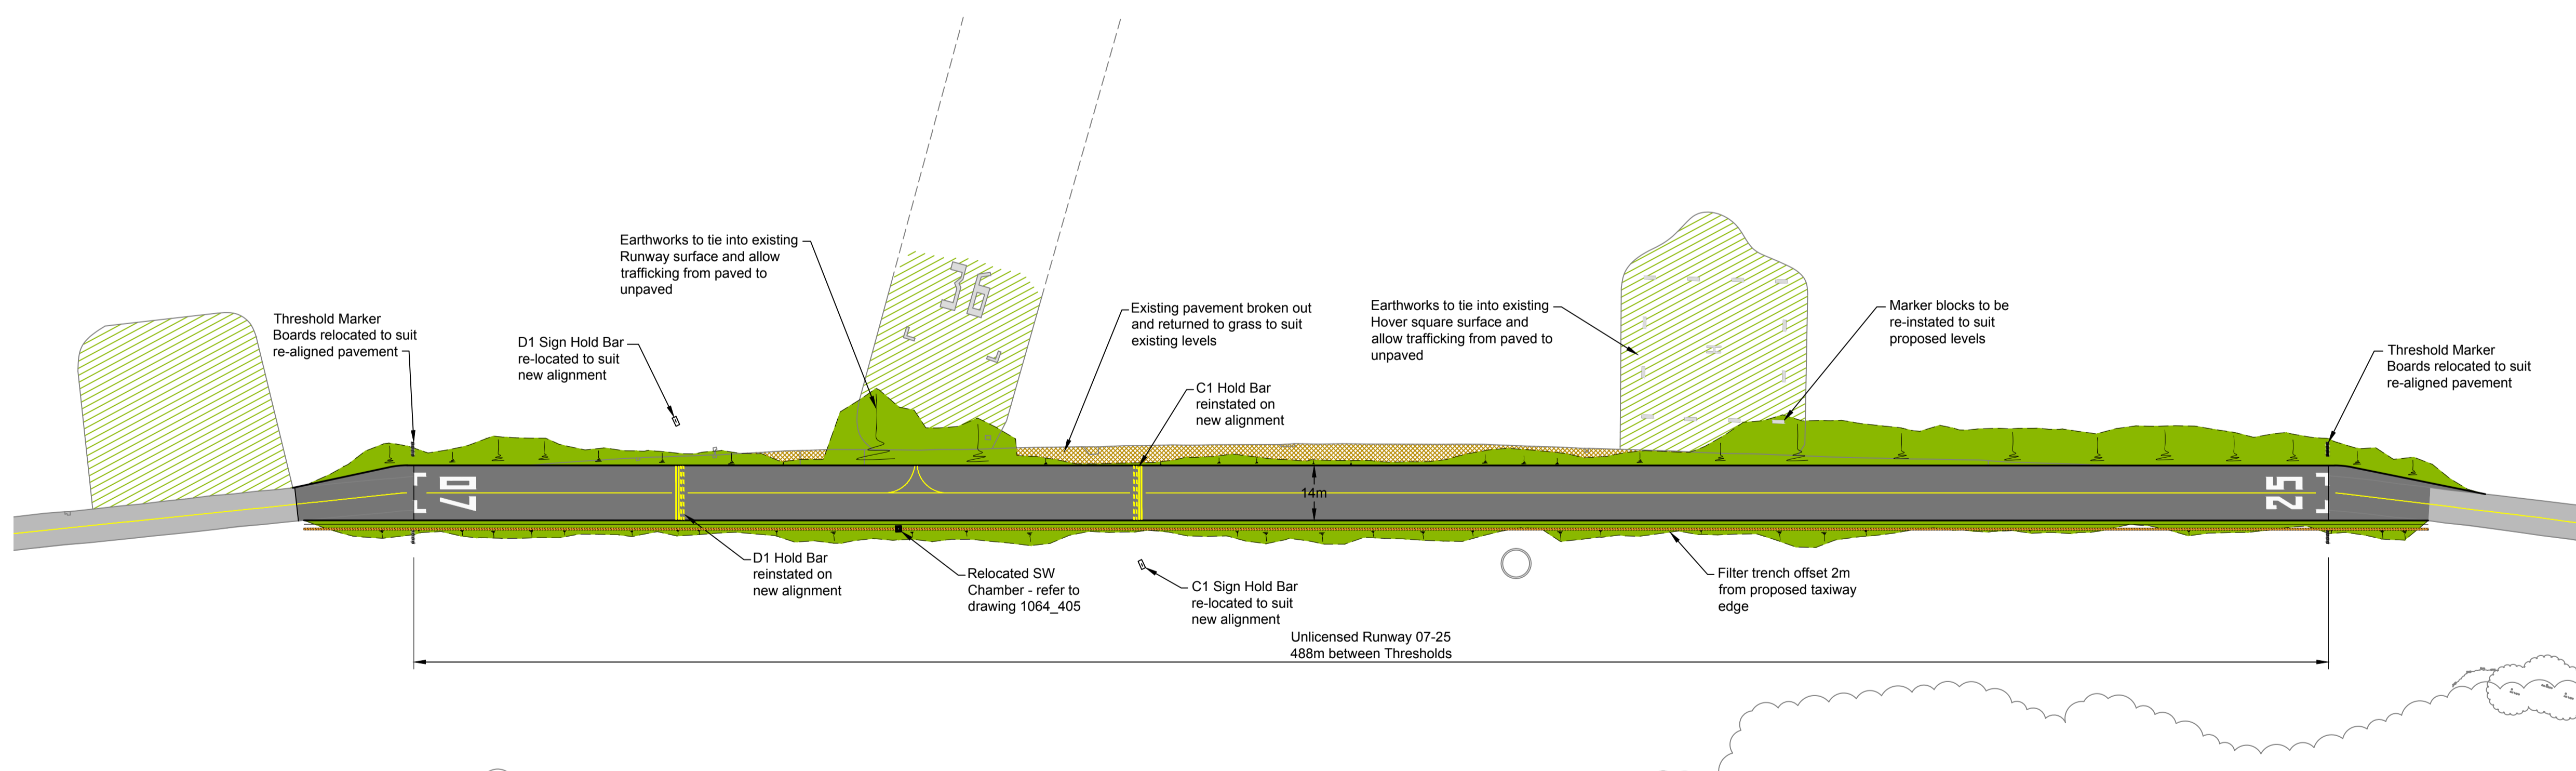 Earthworks to tie into existing
Runway surface and allow
trafficking from paved to
unpaved
Threshold Marker
Boards relocated to suit
re-aligned pavement
D1 Sign Hold Bar
re-located to suit
new alignment
36
Existing pavement broken out
and returned to grass to suit
existing levels
C1 Hold Bar
reinstated on
new alignment
Earthworks to tie into existing
Hover square surface and
allow trafficking from paved to
unpaved
H
Marker blocks to be
re-instated to suit
proposed levels
Threshold Marker
Boards relocated to suit
re-aligned pavement
07
14m
25
D1 Hold Bar
reinstated on
new alignment
Relocated SW
Chamber - refer to
drawing 1064_405
C1 Sign Hold Bar
re-located to suit
new alignment
Filter trench offset 2m
from proposed taxiway
edge
Unlicensed Runway 07-25
488m between Thresholds